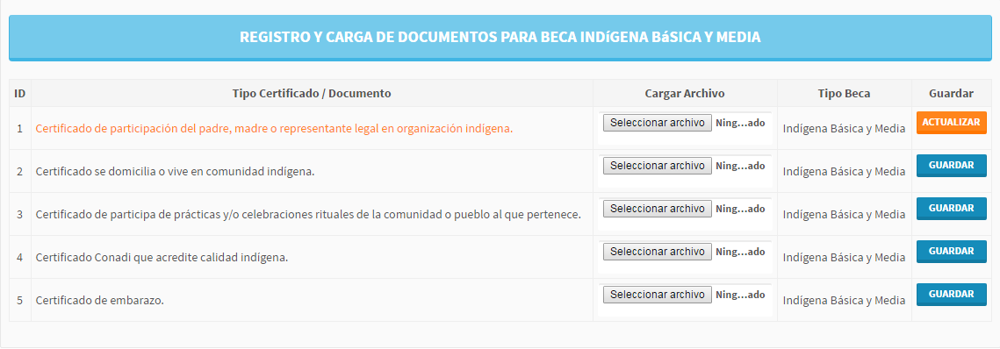 REGISTRO Y CARGA DE DOCUMENTOS PARA BECA INDíGENA BáSICA Y MEDIA
ID Tipo Certificado / Documento Cargar Archivo Tipo Beca Guardar
1 Certificado de participación del padre, madre o representante legal en organización indígena. Seleccionar archivo Ning...ado Indígena Básica y Media ACTUALIZAR
2 Certificado se domicilia o vive en comunidad indígena. Seleccionar archivo Ning...ado Indígena Básica y Media GUARDAR
3 Certificado de participa de prácticas y/o celebraciones rituales de la comunidad o pueblo al que pertenece. Seleccionar archivo Ning...ado Indígena Básica y Media GUARDAR
4 Certificado Conadi que acredite calidad indígena. Seleccionar archivo Ning...ado Indígena Básica y Media GUARDAR
5 Certificado de embarazo. Seleccionar archivo Ning...ado Indígena Básica y Media GUARDAR